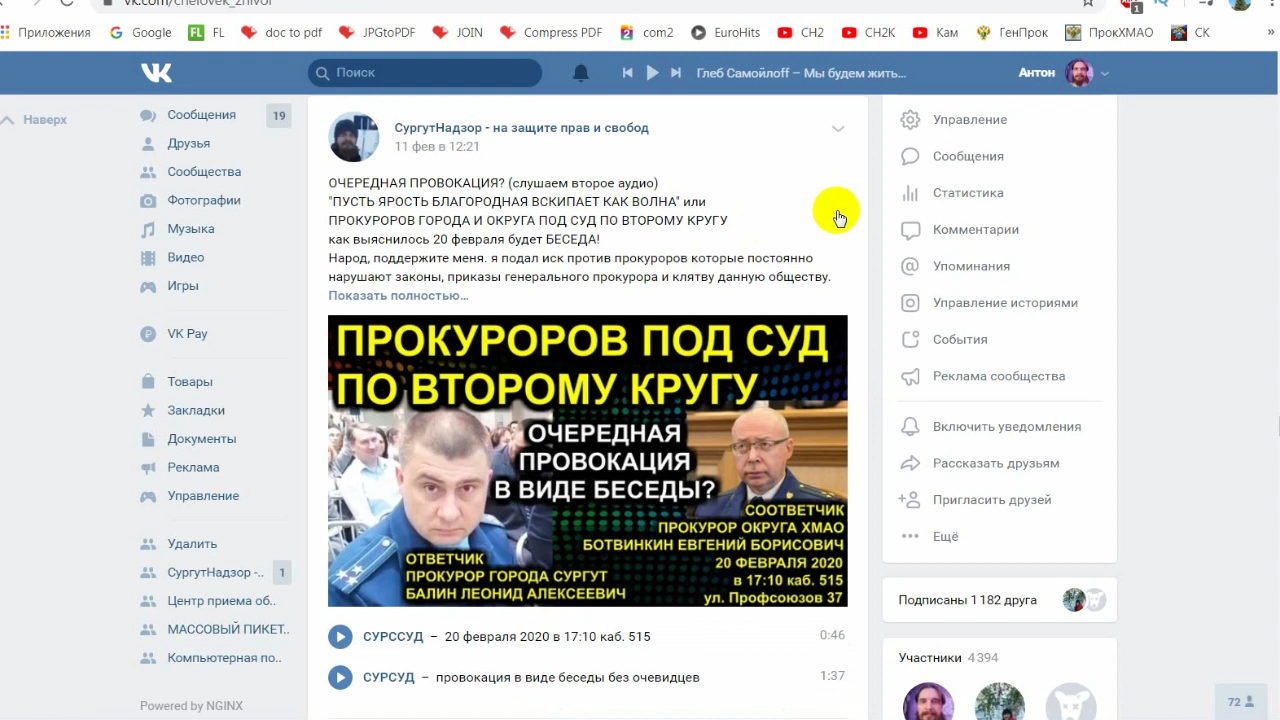 vk.com/chelovek_zhivoi
1
Приложения
Google
FL FL
doc to pdf
JPGtoPDF
JOIN
Compress PDF
2 com2
EuroHits
CH2
CH2K
Кам
ГенПрок
ПрокХМАО
СК
»
Поиск
Глеб Самойлоff – Мы будем жить...
Антон
Наверх
Сообщения 19
Друзья
Сообщества
Фотографии
Музыка
Видео
Игры
VK Pay
Товары
Закладки
Документы
Реклама
Управление
Удалить
СургутНадзор -.. 1
Центр приема об..
МАССОВЫЙ ПИКЕТ..
Компьютерная по..
Powered by NGINX
СургутНадзор - на защите прав и свобод
11 фев в 12:21
ОЧЕРЕДНАЯ ПРОВОКАЦИЯ? (слушаем второе аудио)
"ПУСТЬ ЯРОСТЬ БЛАГОРОДНАЯ ВСКИПАЕТ КАК ВОЛНА" или
ПРОКУРОРОВ ГОРОДА И ОКРУГА ПОД СУД ПО ВТОРОМУ КРУГУ
как выяснилось 20 февраля будет БЕСЕДА!
Народ, поддержите меня. я подал иск против прокуроров которые постоянно
нарушают законы, приказы генерального прокурора и клятву данную обществу.
Показать полностью...
ПРОКУРОРОВ ПОД СУД
ПО ВТОРОМУ КРУГУ
ОЧЕРЕДНАЯ
ПРОВОКАЦИЯ
В ВИДЕ БЕСЕДЫ?
ОТВЕТЧИК
ПРОКУРОР ГОРОДА СУРГУТ
БАЛИН ЛЕОНИД АЛЕКСЕЕВИЧ
СООТВЕТЧИК
ПРОКУРОР ОКРУГА ХМАО
БОТВИНКИН ЕВГЕНИЙ БОРИСОВИЧ
20 ФЕВРАЛЯ 2020
в 17:10 каб. 515
ул. Профсоюзов 37
СУРССУД – 20 февраля 2020 в 17:10 каб. 515 0:46
СУРСУД – провокация в виде беседы без очевидцев 1:37
Управление
Сообщения
Статистика
Комментарии
Упоминания
Управление историями
События
Реклама сообщества
Включить уведомления
Рассказать друзьям
Пригласить друзей
Ещё
Подписаны 1 182 друга
Участники 4 394
72